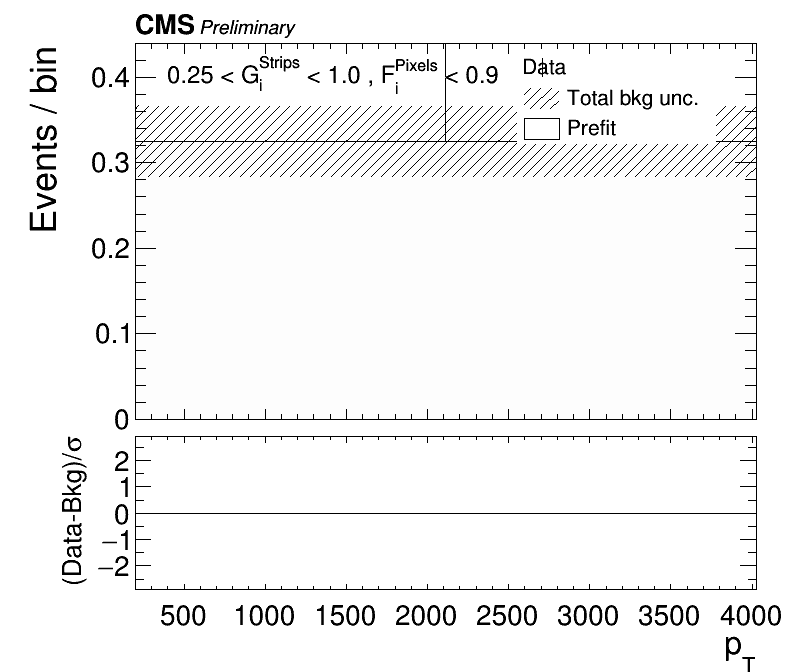 CMS Preliminary
0.25 < G_i^Strips < 1.0 , F_i^Pixels < 0.9
Data
Total bkg unc.
Prefit
Events / bin
0.4
0.3
0.2
0.1
0
(Data-Bkg)/σ
2
1
0
−1
−2
500 1000 1500 2000 2500 3000 3500 4000
p_T